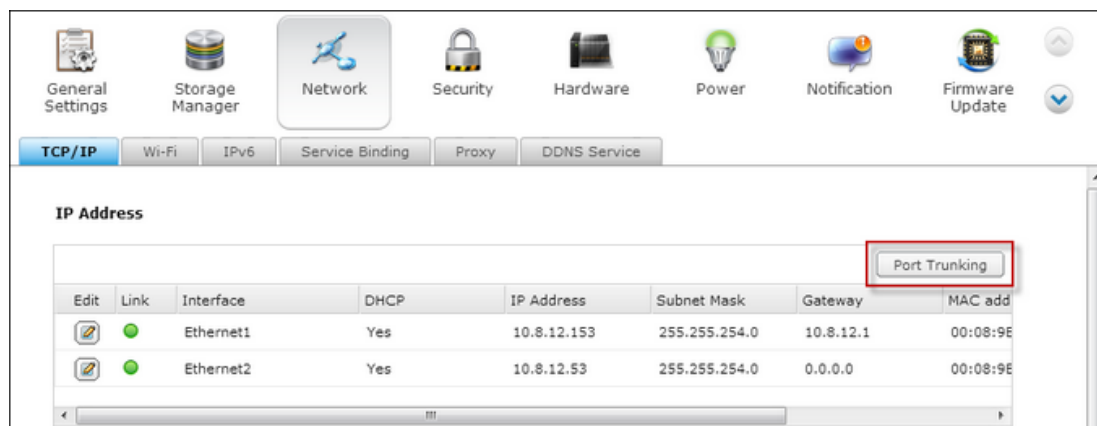 General Settings
Storage Manager
Network
Security
Hardware
Power
Notification
1
Firmware Update
TCP/IP
Wi-Fi
IPv6
Service Binding
Proxy
DDNS Service
IP Address
Port Trunking
Edit Link Interface DHCP IP Address Subnet Mask Gateway MAC add
Ethernet1 Yes 10.8.12.153 255.255.254.0 10.8.12.1 00:08:9E
Ethernet2 Yes 10.8.12.53 255.255.254.0 0.0.0.0 00:08:9E